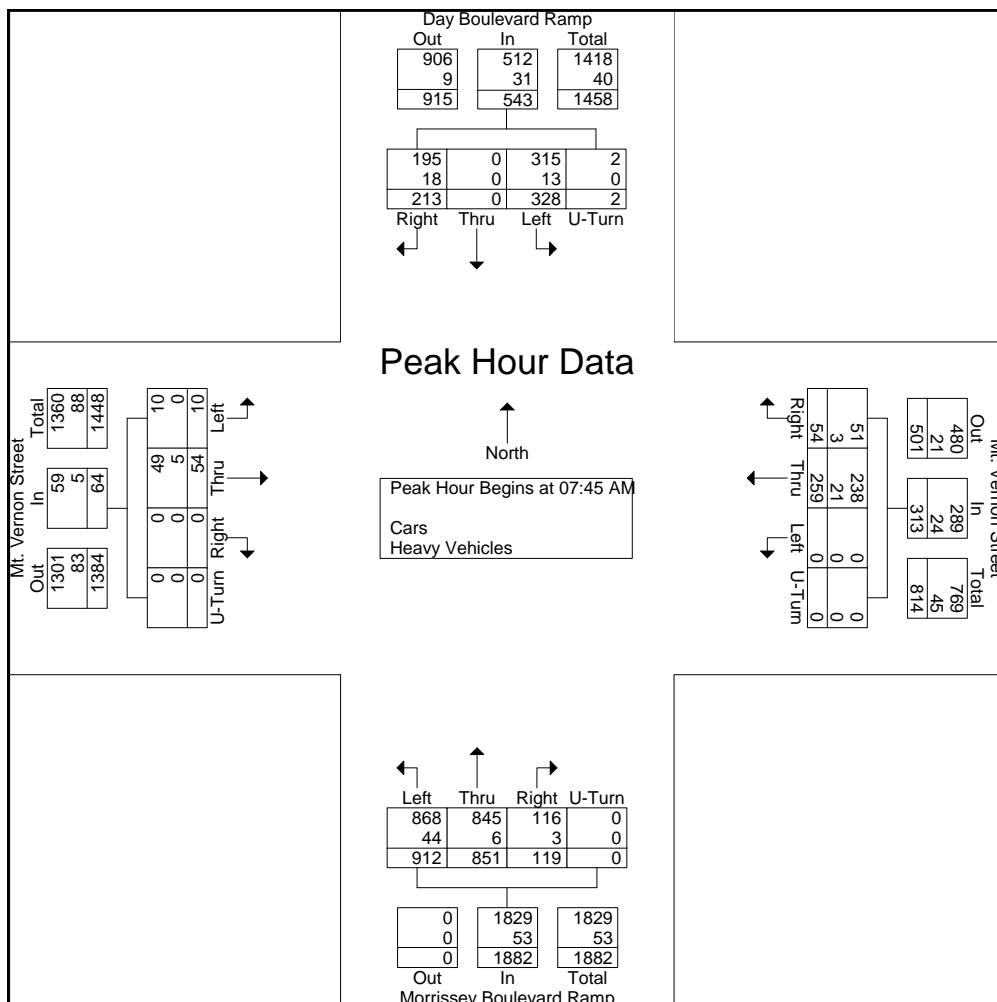 Day Boulevard Ramp
Out In Total
906 512 1418
9 31 40
915 543 1458
195 0 315 2
18 0 13 0
213 0 328 2
Right Thru Left U-Turn
Peak Hour Data
North
Peak Hour Begins at 07:45 AM
Cars
Heavy Vehicles
Mt. Vernon Street
Out In Total
1301 59 1360
83 5 88
1384 64 1448
U-Turn Right Thru Left
0 0 49 10
0 0 5 0
0 0 54 10
Mt. Vernon Street
Out In Total
480 289 769
21 24 45
501 313 814
51 238 0 0
3 21 0 0
54 259 0 0
Right Thru Left U-Turn
Left Thru Right U-Turn
868 845 116 0
44 6 3 0
912 851 119 0
0 1829 1829
0 53 53
0 1882 1882
Out In Total
Morrissey Boulevard Ramp